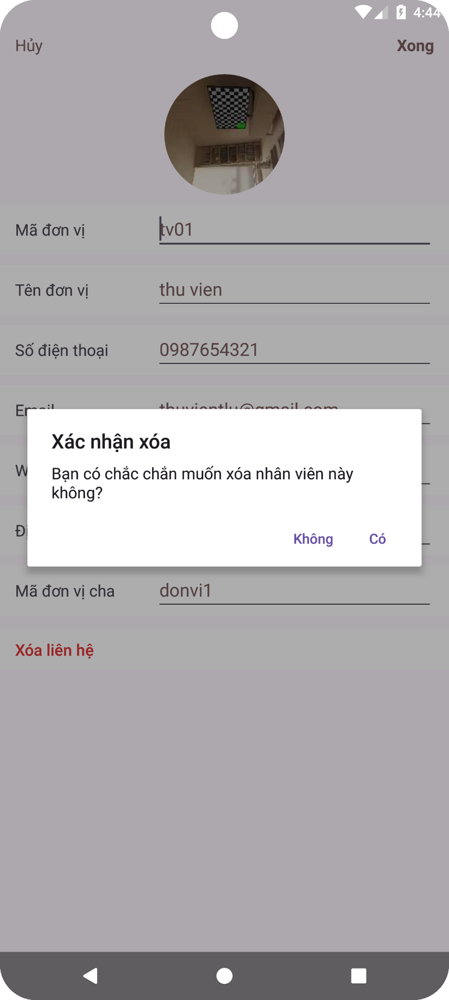 4:44
Hủy
Xong
Mã đơn vị
tv01
Tên đơn vị
thu vien
Số điện thoại
0987654321
Email
thuvientlu@gmail.com
Xác nhận xóa
Bạn có chắc chắn muốn xóa nhân viên này
không?
Không
Có
Mã đơn vị cha
donvi1
Xóa liên hệ